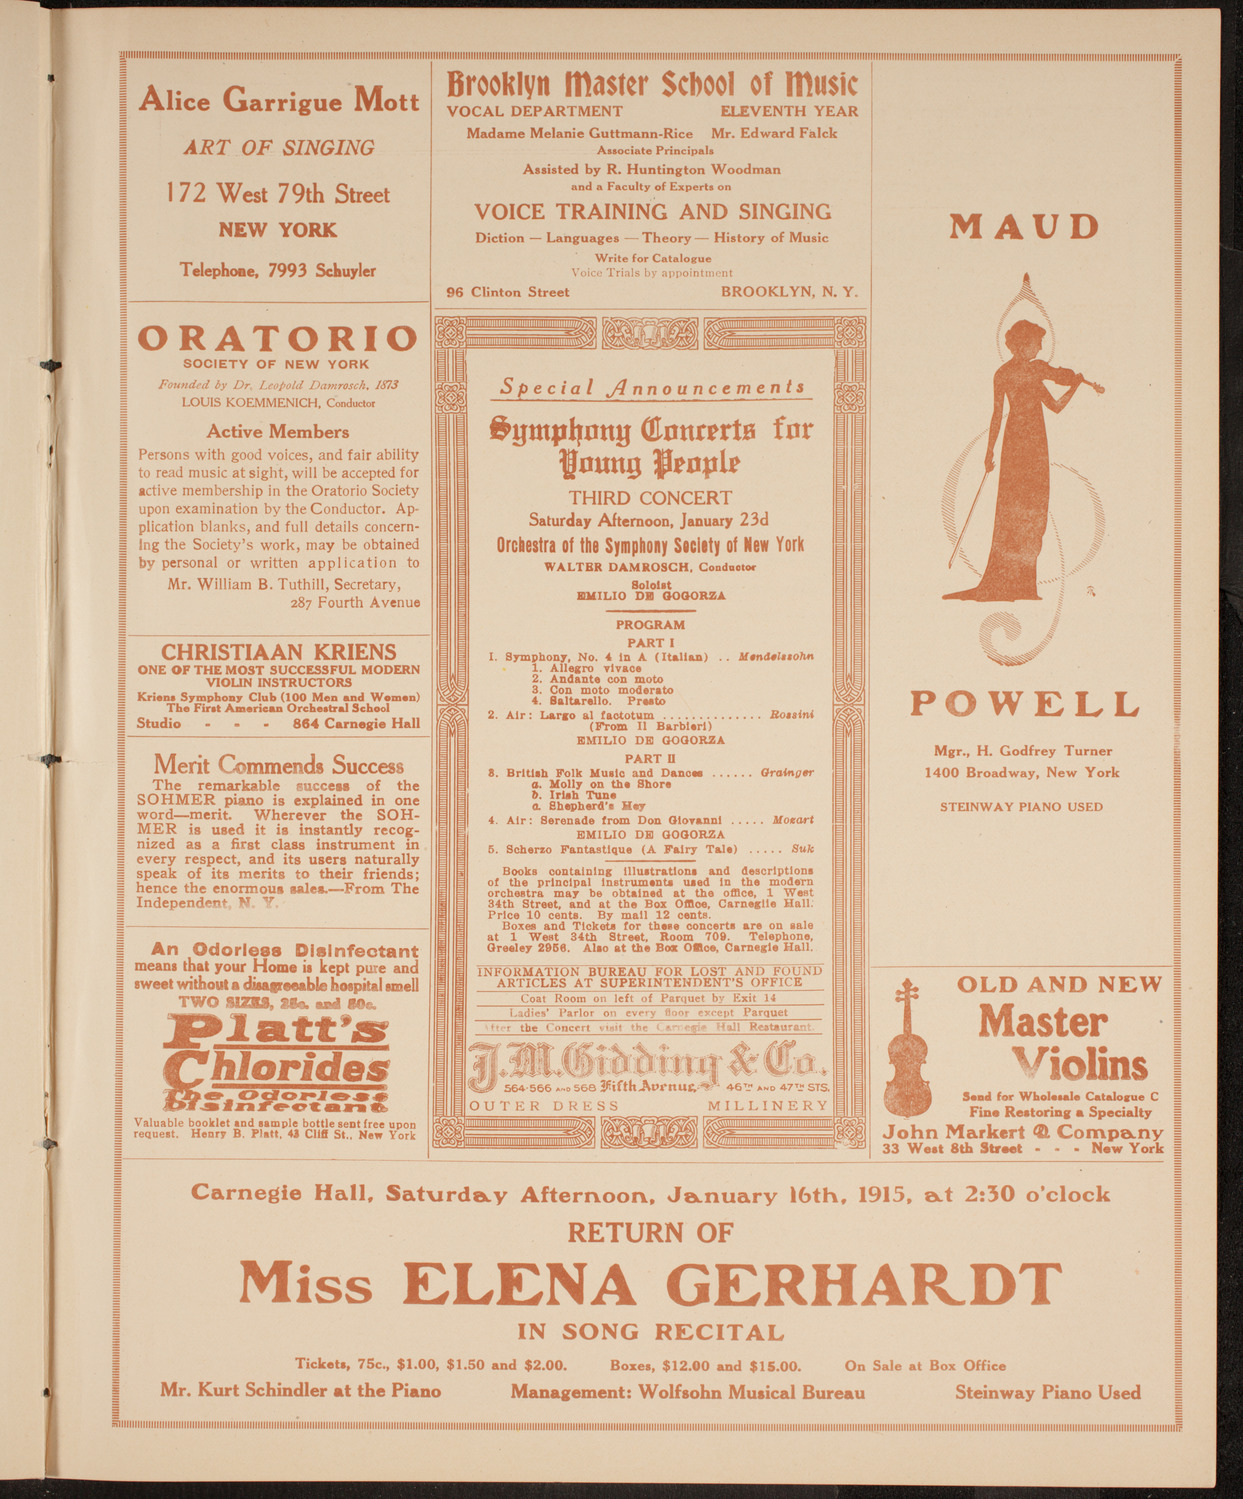 Alice Garrigue Mott
ART OF SINGING
172 West 79th Street
NEW YORK
Telephone, 7993 Schuyler
ORATORIO
SOCIETY OF NEW YORK
Founded by Dr. Leopold Damrosch, 1873
LOUIS KOEMMENICH, Conductor
Active Members
Persons with good voices, and fair ability
to read music at sight, will be accepted for
active membership in the Oratorio Society
upon examination by the Conductor. Ap-
plication blanks, and full details concern-
ing the Society's work, may be obtained
by personal or written application to
Mr. William B. Tuthill, Secretary,
287 Fourth Avenue
CHRISTIAAN KRIENS
ONE OF THE MOST SUCCESSFUL MODERN
VIOLIN INSTRUCTORS
Kriens Symphony Club (100 Men and Women)
The First American Orchestral School
Studio - - - 864 Carnegie Hall
Merit Commends Success
The remarkable success of the
SOHMER piano is explained in one
word—merit. Wherever the SOH-
MER is used it is instantly recog-
nized as a first class instrument in
every respect, and its users naturally
speak of its merits to their friends;
hence the enormous sales.—From The
Independent, N. Y.
An Odorless Disinfectant
means that your Home is kept pure and
sweet without a disagreeable hospital smell
TWO SIZES, 25c. and 50c.
Platt's
Chlorides
The Odorless
Disinfectant
Valuable booklet and sample bottle sent free upon
request. Henry B. Platt, 43 Cliff St., New York
Brooklyn Master School of Music
VOCAL DEPARTMENT ELEVENTH YEAR
Madame Melanie Guttmann-Rice Mr. Edward Falck
Associate Principals
Assisted by R. Huntington Woodman
and a Faculty of Experts on
VOICE TRAINING AND SINGING
Diction — Languages — Theory — History of Music
Write for Catalogue
Voice Trials by appointment
96 Clinton Street BROOKLYN, N. Y.
Special Announcements
Symphony Concerts for
Young People
THIRD CONCERT
Saturday Afternoon, January 23d
Orchestra of the Symphony Society of New York
WALTER DAMROSCH, Conductor
Soloist
EMILIO DE GOGORZA
PROGRAM
PART I
1. Symphony, No. 4 in A (Italian) .. Mendelssohn
1. Allegro vivace
2. Andante con moto
3. Con moto moderato
4. Saltarello. Presto
2. Air: Largo al factotum .............. Rossini
(From Il Barbieri)
EMILIO DE GOGORZA
PART II
3. British Folk Music and Dances ...... Grainger
a. Molly on the Shore
b. Irish Tune
c. Shepherd's Hey
4. Air: Serenade from Don Giovanni ..... Mozart
EMILIO DE GOGORZA
5. Scherzo Fantastique (A Fairy Tale) ..... Suk
Books containing illustrations and descriptions
of the principal instruments used in the modern
orchestra may be obtained at the office, 1 West
34th Street, and at the Box Office, Carnegile Hall.
Price 10 cents. By mail 12 cents.
Boxes and Tickets for these concerts are on sale
at 1 West 34th Street, Room 709. Telephone,
Greeley 2956. Also at the Box Office, Carnegie Hall.
INFORMATION BUREAU FOR LOST AND FOUND
ARTICLES AT SUPERINTENDENT'S OFFICE
Coat Room on left of Parquet by Exit 14
Ladies' Parlor on every floor except Parquet
After the Concert visit the Carnegie Hall Restaurant.
J.M.Gidding & Co.
564-566 AND 568 Fifth Avenue, 46TH AND 47TH STS.
OUTER DRESS MILLINERY
MAUD
POWELL
Mgr., H. Godfrey Turner
1400 Broadway, New York
STEINWAY PIANO USED
OLD AND NEW
Master
Violins
Send for Wholesale Catalogue C
Fine Restoring a Specialty
John Markert & Company
33 West 8th Street - - - New York
Carnegie Hall, Saturday Afternoon, January 16th, 1915, at 2:30 o'clock
RETURN OF
Miss ELENA GERHARDT
IN SONG RECITAL
Tickets, 75c., $1.00, $1.50 and $2.00. Boxes, $12.00 and $15.00. On Sale at Box Office
Mr. Kurt Schindler at the Piano Management: Wolfsohn Musical Bureau Steinway Piano Used